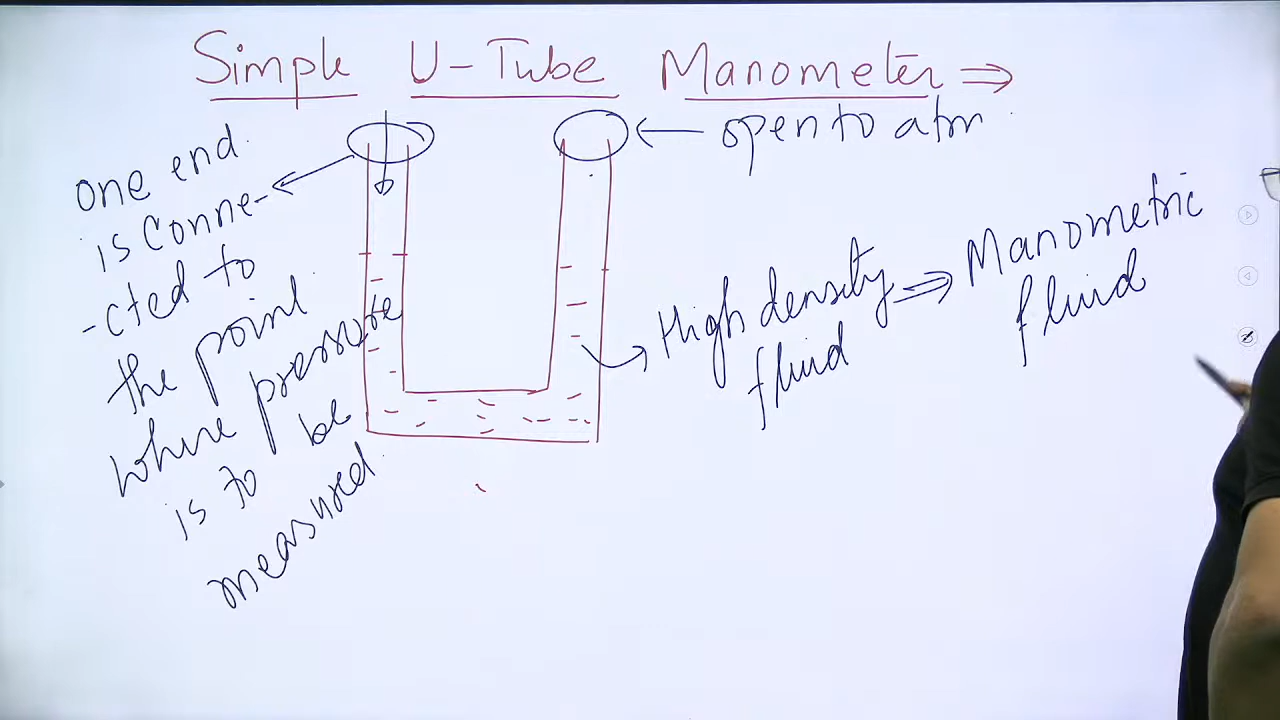 Simple U-Tube Manometer ⇒
open to atm
one end
is Conne-
-cted to
the point
where pressure
is to be
measured.
High density
fluid
⇒ Manometric
fluid